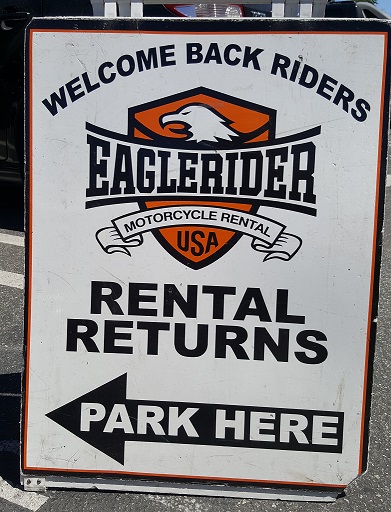 WELCOME BACK RIDERS
EAGLERIDER
MOTORCYCLE RENTAL
USA
RENTAL
RETURNS
PARK HERE